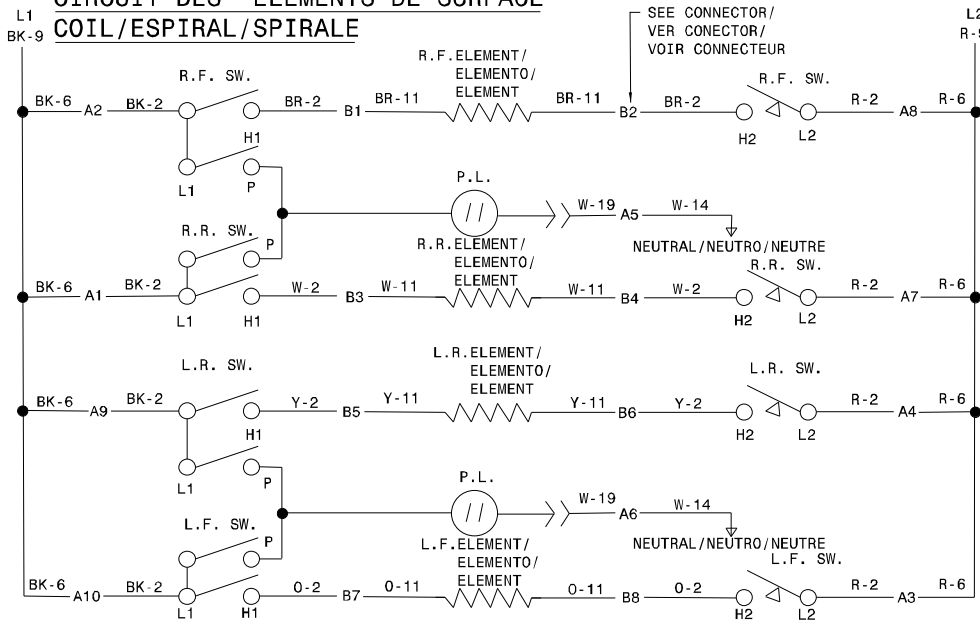 CIRCUIT DES ELEMENTS DE SURFACE
COIL/ESPIRAL/SPIRALE
L1
BK-9
SEE CONNECTOR/
VER CONECTOR/
VOIR CONNECTEUR
L2
R-9
R.F. SW.
R.F.ELEMENT/
ELEMENTO/
ELEMENT
R.F. SW.
BK-6 A2 BK-2 H1 BR-2 B1 BR-11 BR-11 B2 BR-2 H2 L2 R-2 A8 R-6
L1 P
P.L.
W-19 A5 W-14
NEUTRAL/NEUTRO/NEUTRE
R.R. SW. P
R.R.ELEMENT/
ELEMENTO/
ELEMENT
R.R. SW.
BK-6 A1 BK-2 L1 H1 W-2 B3 W-11 W-11 B4 W-2 H2 L2 R-2 A7 R-6
L.R. SW.
L.R.ELEMENT/
ELEMENTO/
ELEMENT
L.R. SW.
BK-6 A9 BK-2 H1 Y-2 B5 Y-11 Y-11 B6 Y-2 H2 L2 R-2 A4 R-6
L1 P
P.L.
W-19 A6 W-14
NEUTRAL/NEUTRO/NEUTRE
L.F. SW. P
L.F.ELEMENT/
ELEMENTO/
ELEMENT
L.F. SW.
BK-6 A10 BK-2 L1 H1 O-2 B7 O-11 O-11 B8 O-2 H2 L2 R-2 A3 R-6